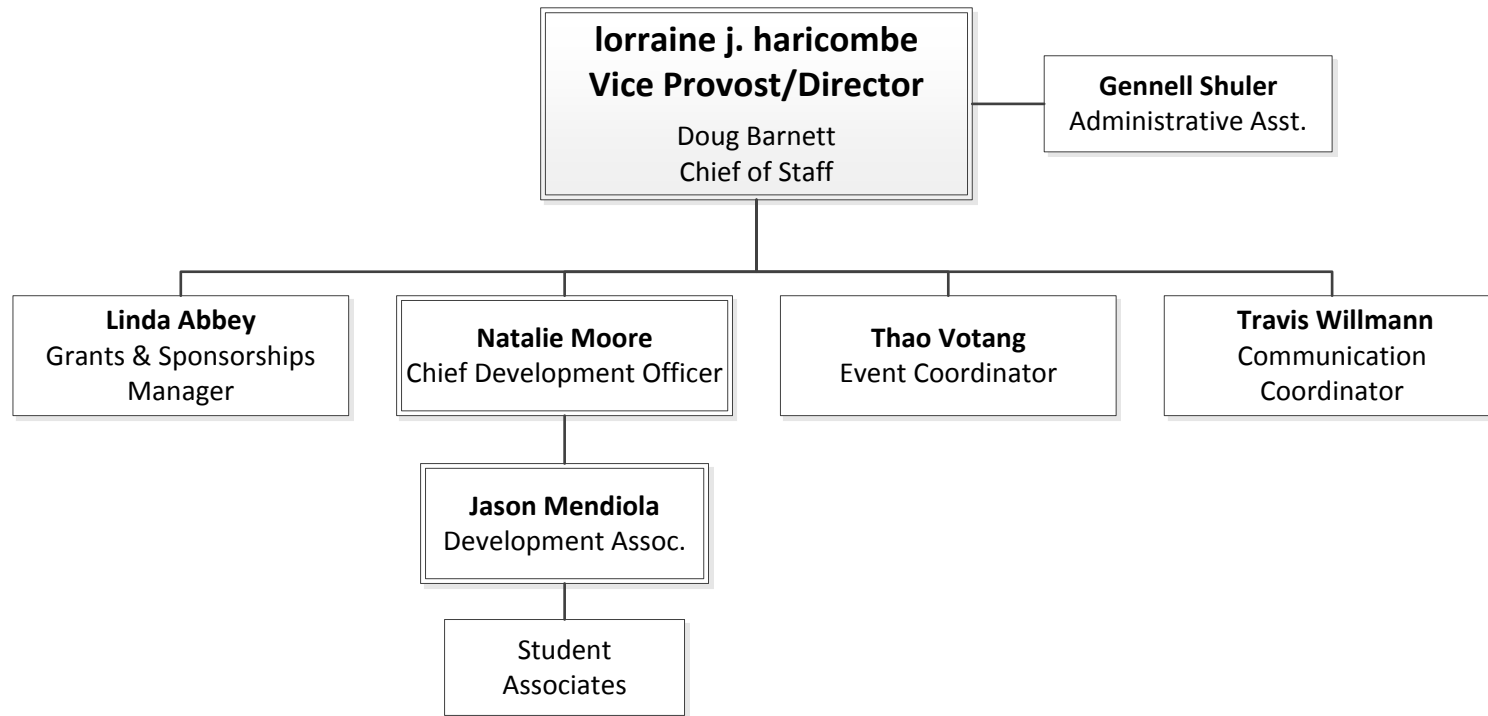 lorraine j. haricombe
Vice Provost/Director
Doug Barnett
Chief of Staff
Gennell Shuler
Administrative Asst.
Linda Abbey
Grants & Sponsorships
Manager
Natalie Moore
Chief Development Officer
Thao Votang
Event Coordinator
Travis Willmann
Communication
Coordinator
Jason Mendiola
Development Assoc.
Student
Associates